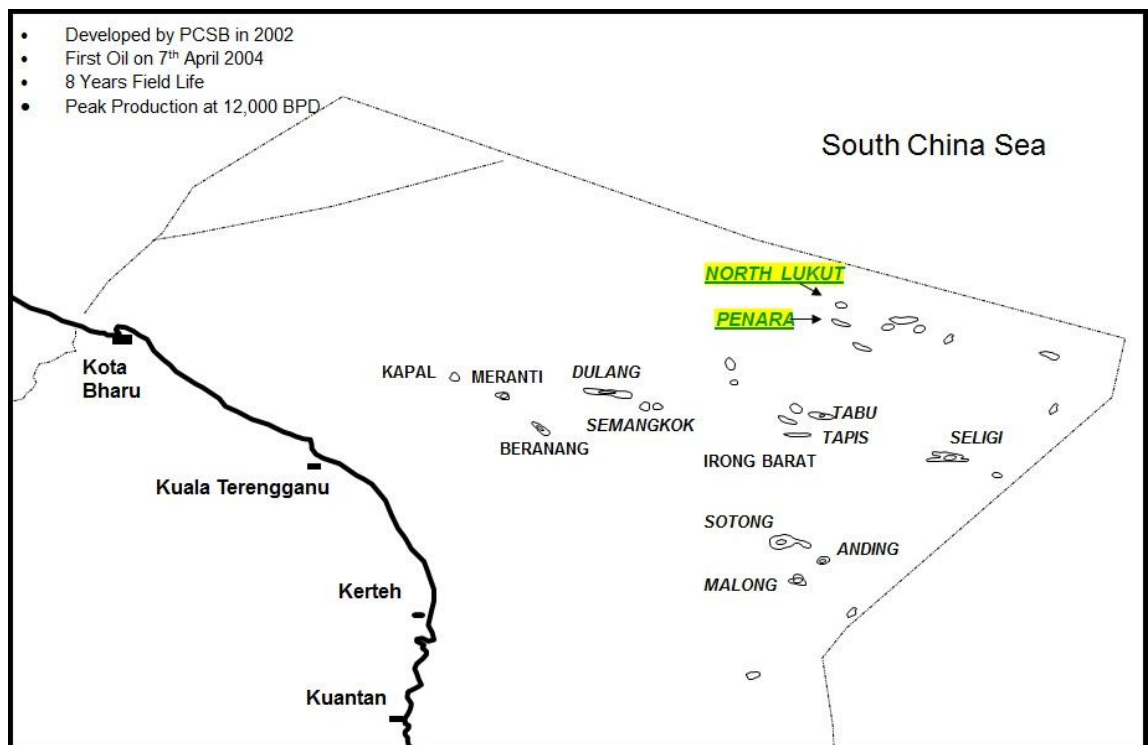 • Developed by PCSB in 2002
• First Oil on 7th April 2004
• 8 Years Field Life
• Peak Production at 12,000 BPD
South China Sea
NORTH LUKUT
PENARA
Kota
Bharu
KAPAL
MERANTI
DULANG
SEMANGKOK
BERANANG
TABU
TAPIS
IRONG BARAT
SELIGI
Kuala Terengganu
SOTONG
ANDING
MALONG
Kerteh
Kuantan